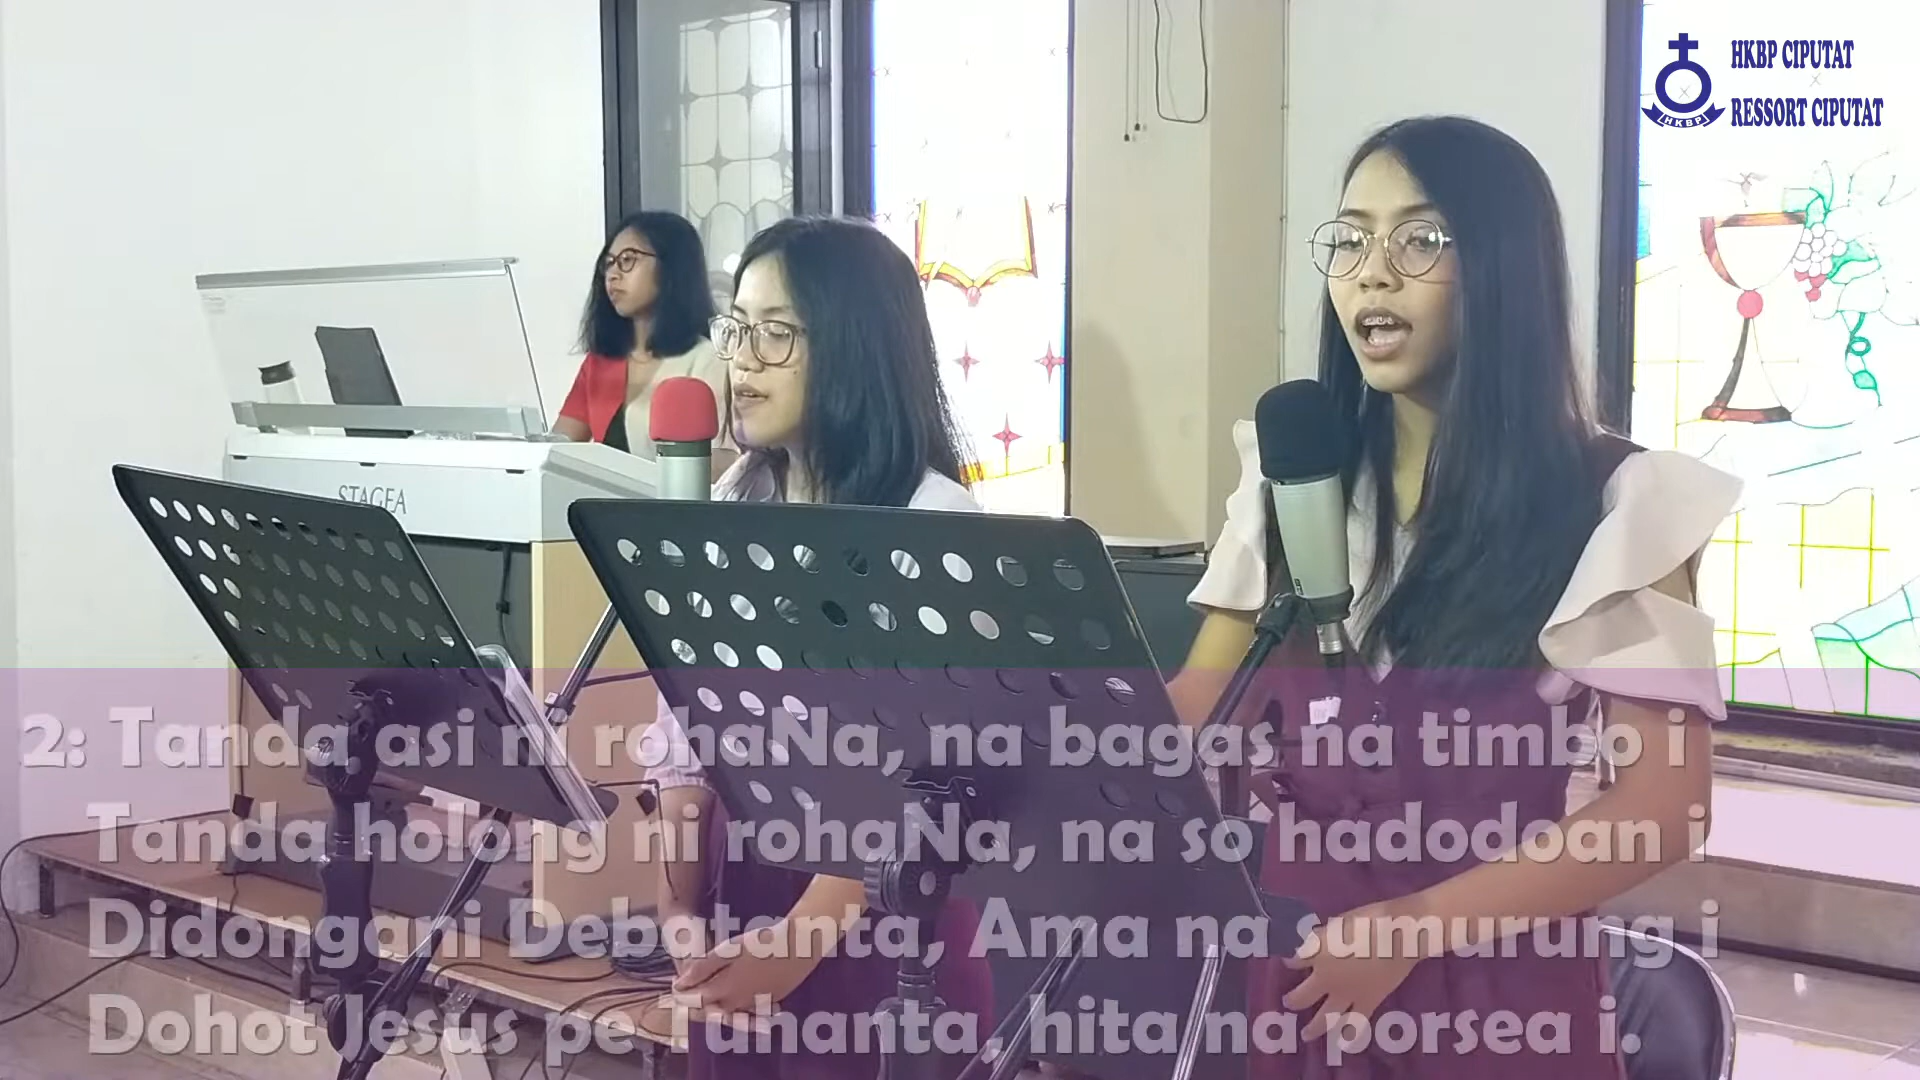 HKBP CIPUTAT
RESSORT CIPUTAT
HKBP
STAGEA
2: Tanda asi ni rohaNa, na bagas na timbo i
Tanda holong ni rohaNa, na so hadodoan i
Didongani Debatanta, Ama na sumurung i
Dohot Jesus pe Tuhanta, hita na porsea i.